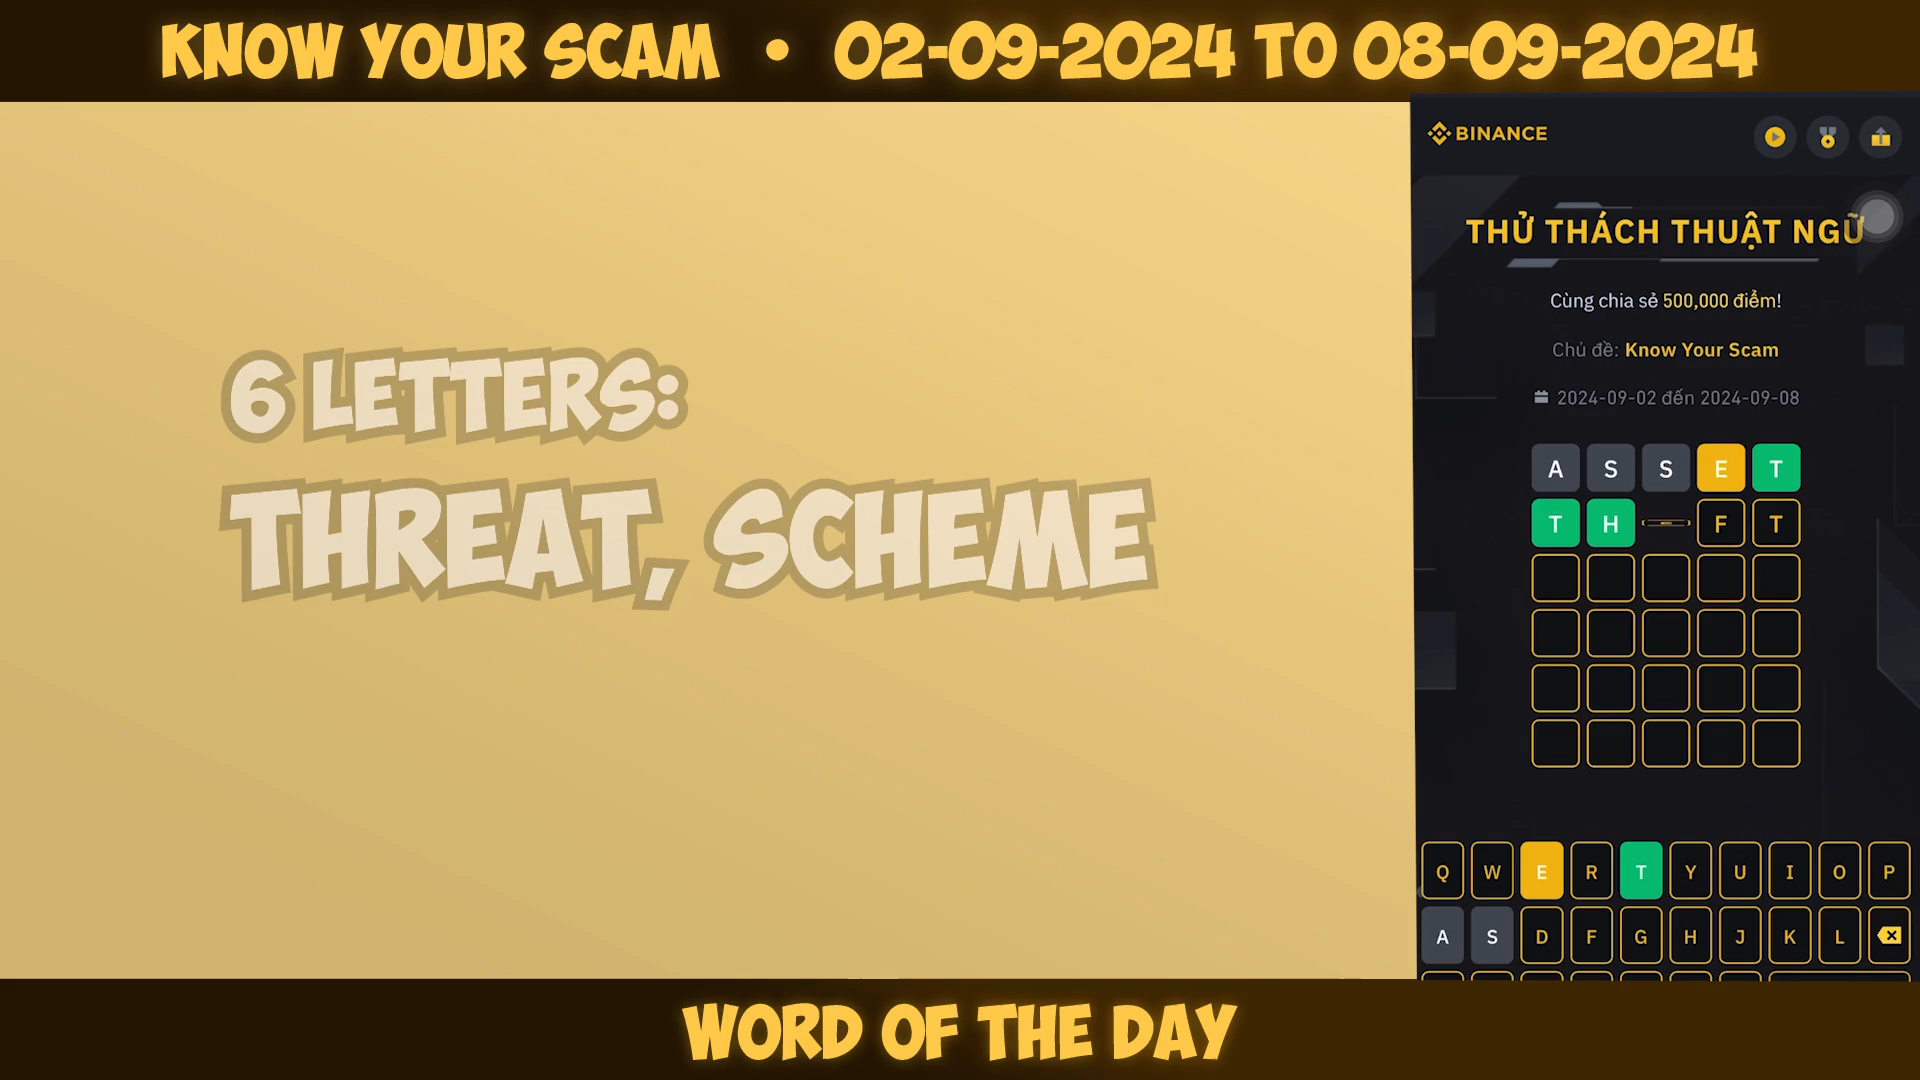 KNOW YOUR SCAM • 02-09-2024 TO 08-09-2024
6 LETTERS:
THREAT, SCHEME
BINANCE
THỬ THÁCH THUẬT NGỮ
Cùng chia sẻ 500,000 điểm!
Chủ đề: Know Your Scam
2024-09-02 đến 2024-09-08
A S S E T
T H F T
Q W E R T Y U I O P
A S D F G H J K L
WORD OF THE DAY